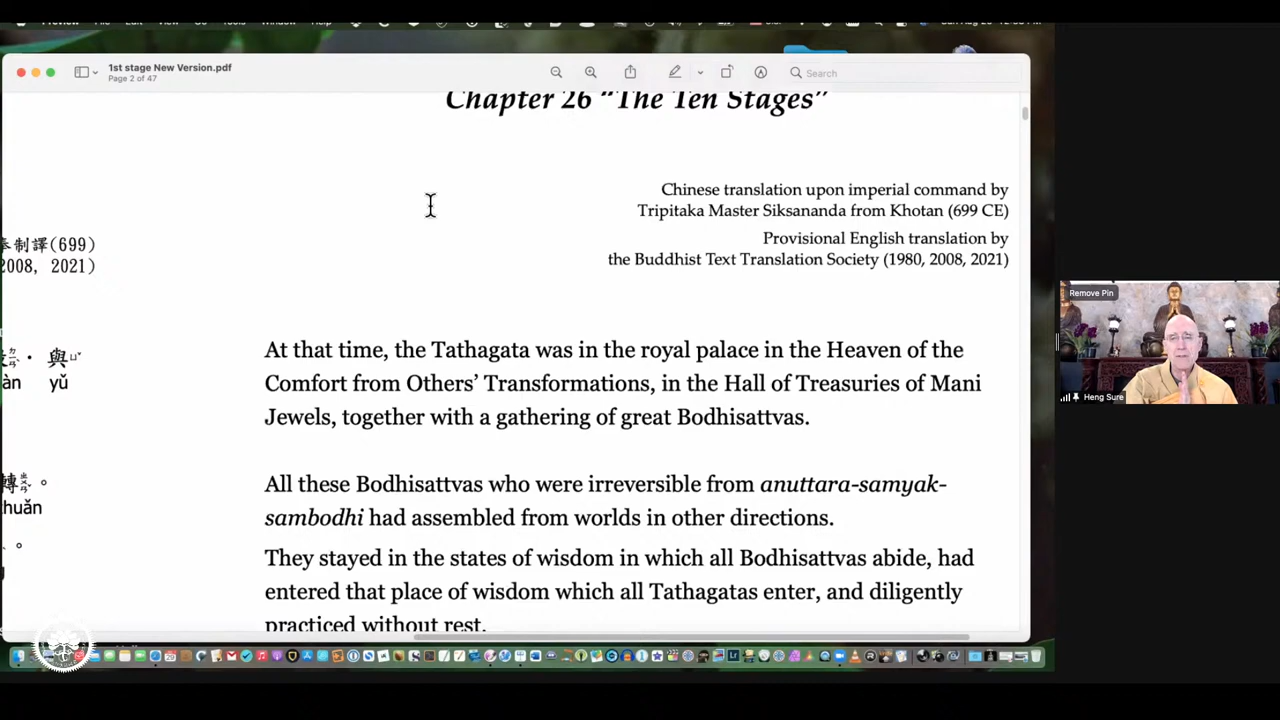 1st stage New Version.pdf
Page 2 of 47
Search
Chapter 26 “The Ten Stages”
Chinese translation upon imperial command by
Tripitaka Master Siksananda from Khotan (699 CE)
Provisional English translation by
the Buddhist Text Translation Society (1980, 2008, 2021)
奉制譯(699)
2008, 2021)
與
yǔ
轉。
At that time, the Tathagata was in the royal palace in the Heaven of the
Comfort from Others’ Transformations, in the Hall of Treasuries of Mani
Jewels, together with a gathering of great Bodhisattvas.
All these Bodhisattvas who were irreversible from anuttara-samyak-
sambodhi had assembled from worlds in other directions.
They stayed in the states of wisdom in which all Bodhisattvas abide, had
entered that place of wisdom which all Tathagatas enter, and diligently
practiced without rest.
Remove Pin
Heng Sure